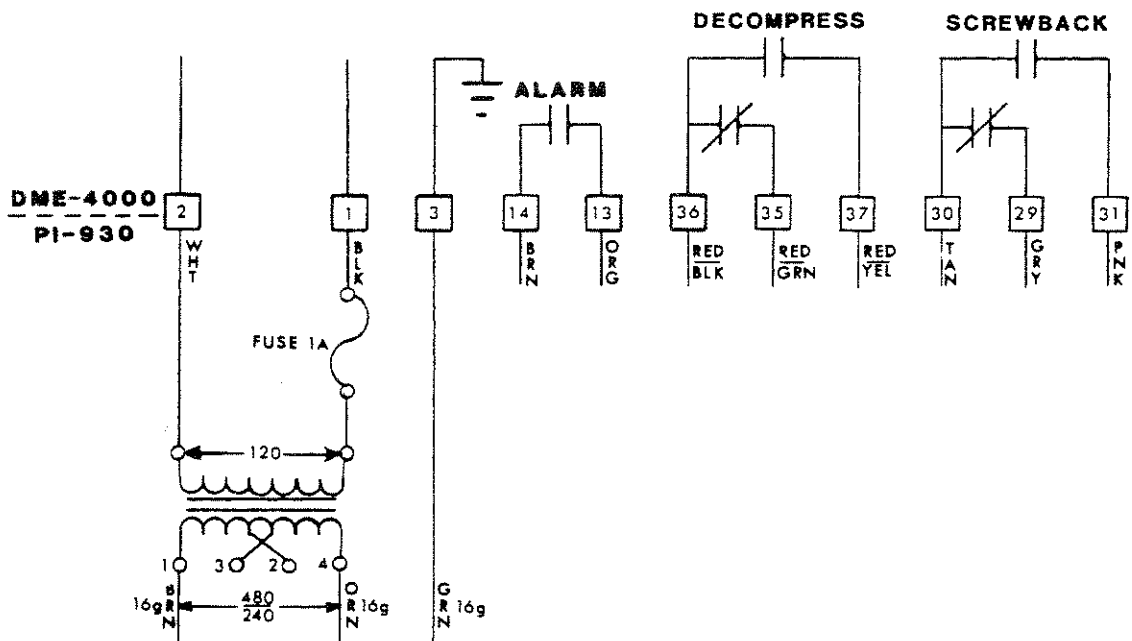 DECOMPRESS
SCREWBACK
ALARM
DME-4000
PI-930
2
1
3
14
13
36
35
37
30
29
31
WHT
BLK
BRN
ORG
RED
BLK
RED
GRN
RED
YEL
TAN
GRY
PNK
FUSE 1A
120
1
3
2
4
16g
BRN
480
240
ORN
16g
GRN
16g